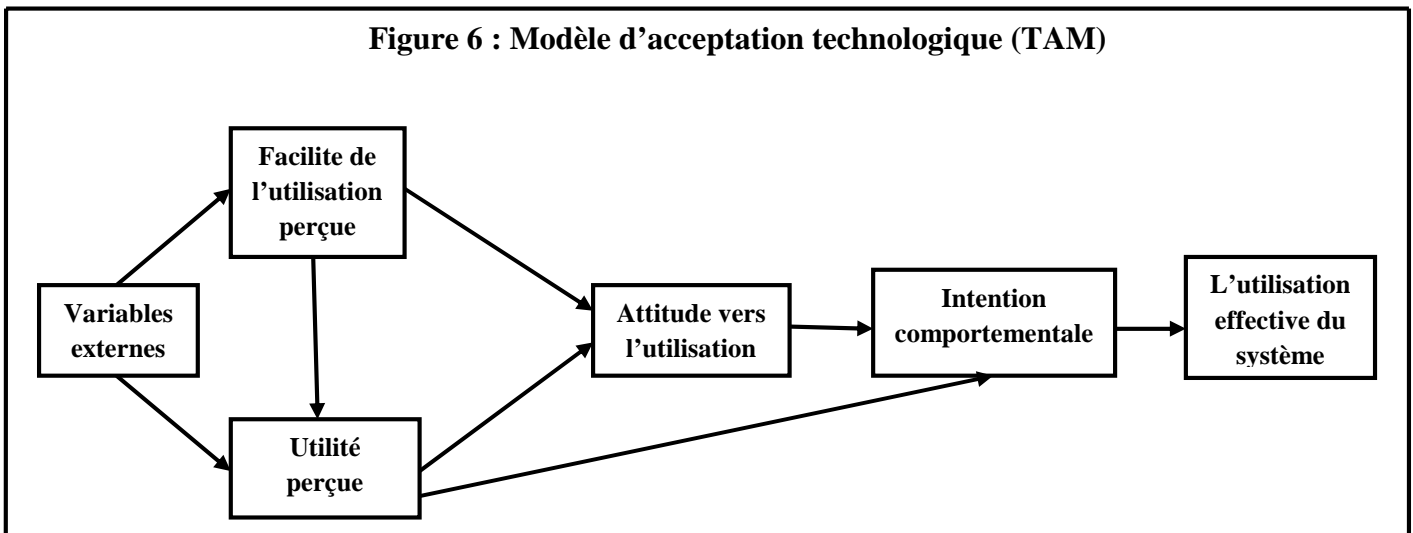 Figure 6 : Modèle d’acceptation technologique (TAM)
Facilite de
l’utilisation
perçue
Variables
externes
Utilité
perçue
Attitude vers
l’utilisation
Intention
comportementale
L’utilisation
effective du
système